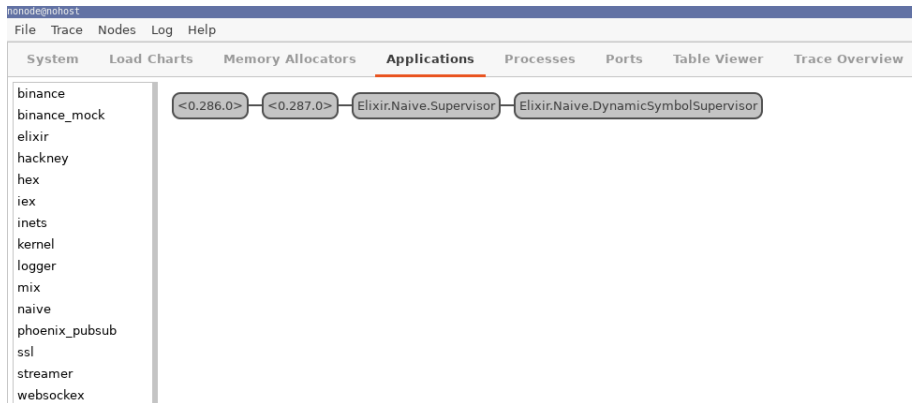 nonode@nohost
File Trace Nodes Log Help
System Load Charts Memory Allocators Applications Processes Ports Table Viewer Trace Overview
binance
binance_mock
elixir
hackney
hex
iex
inets
kernel
logger
mix
naive
phoenix_pubsub
ssl
streamer
websockex
<0.286.0> <0.287.0> Elixir.Naive.Supervisor Elixir.Naive.DynamicSymbolSupervisor